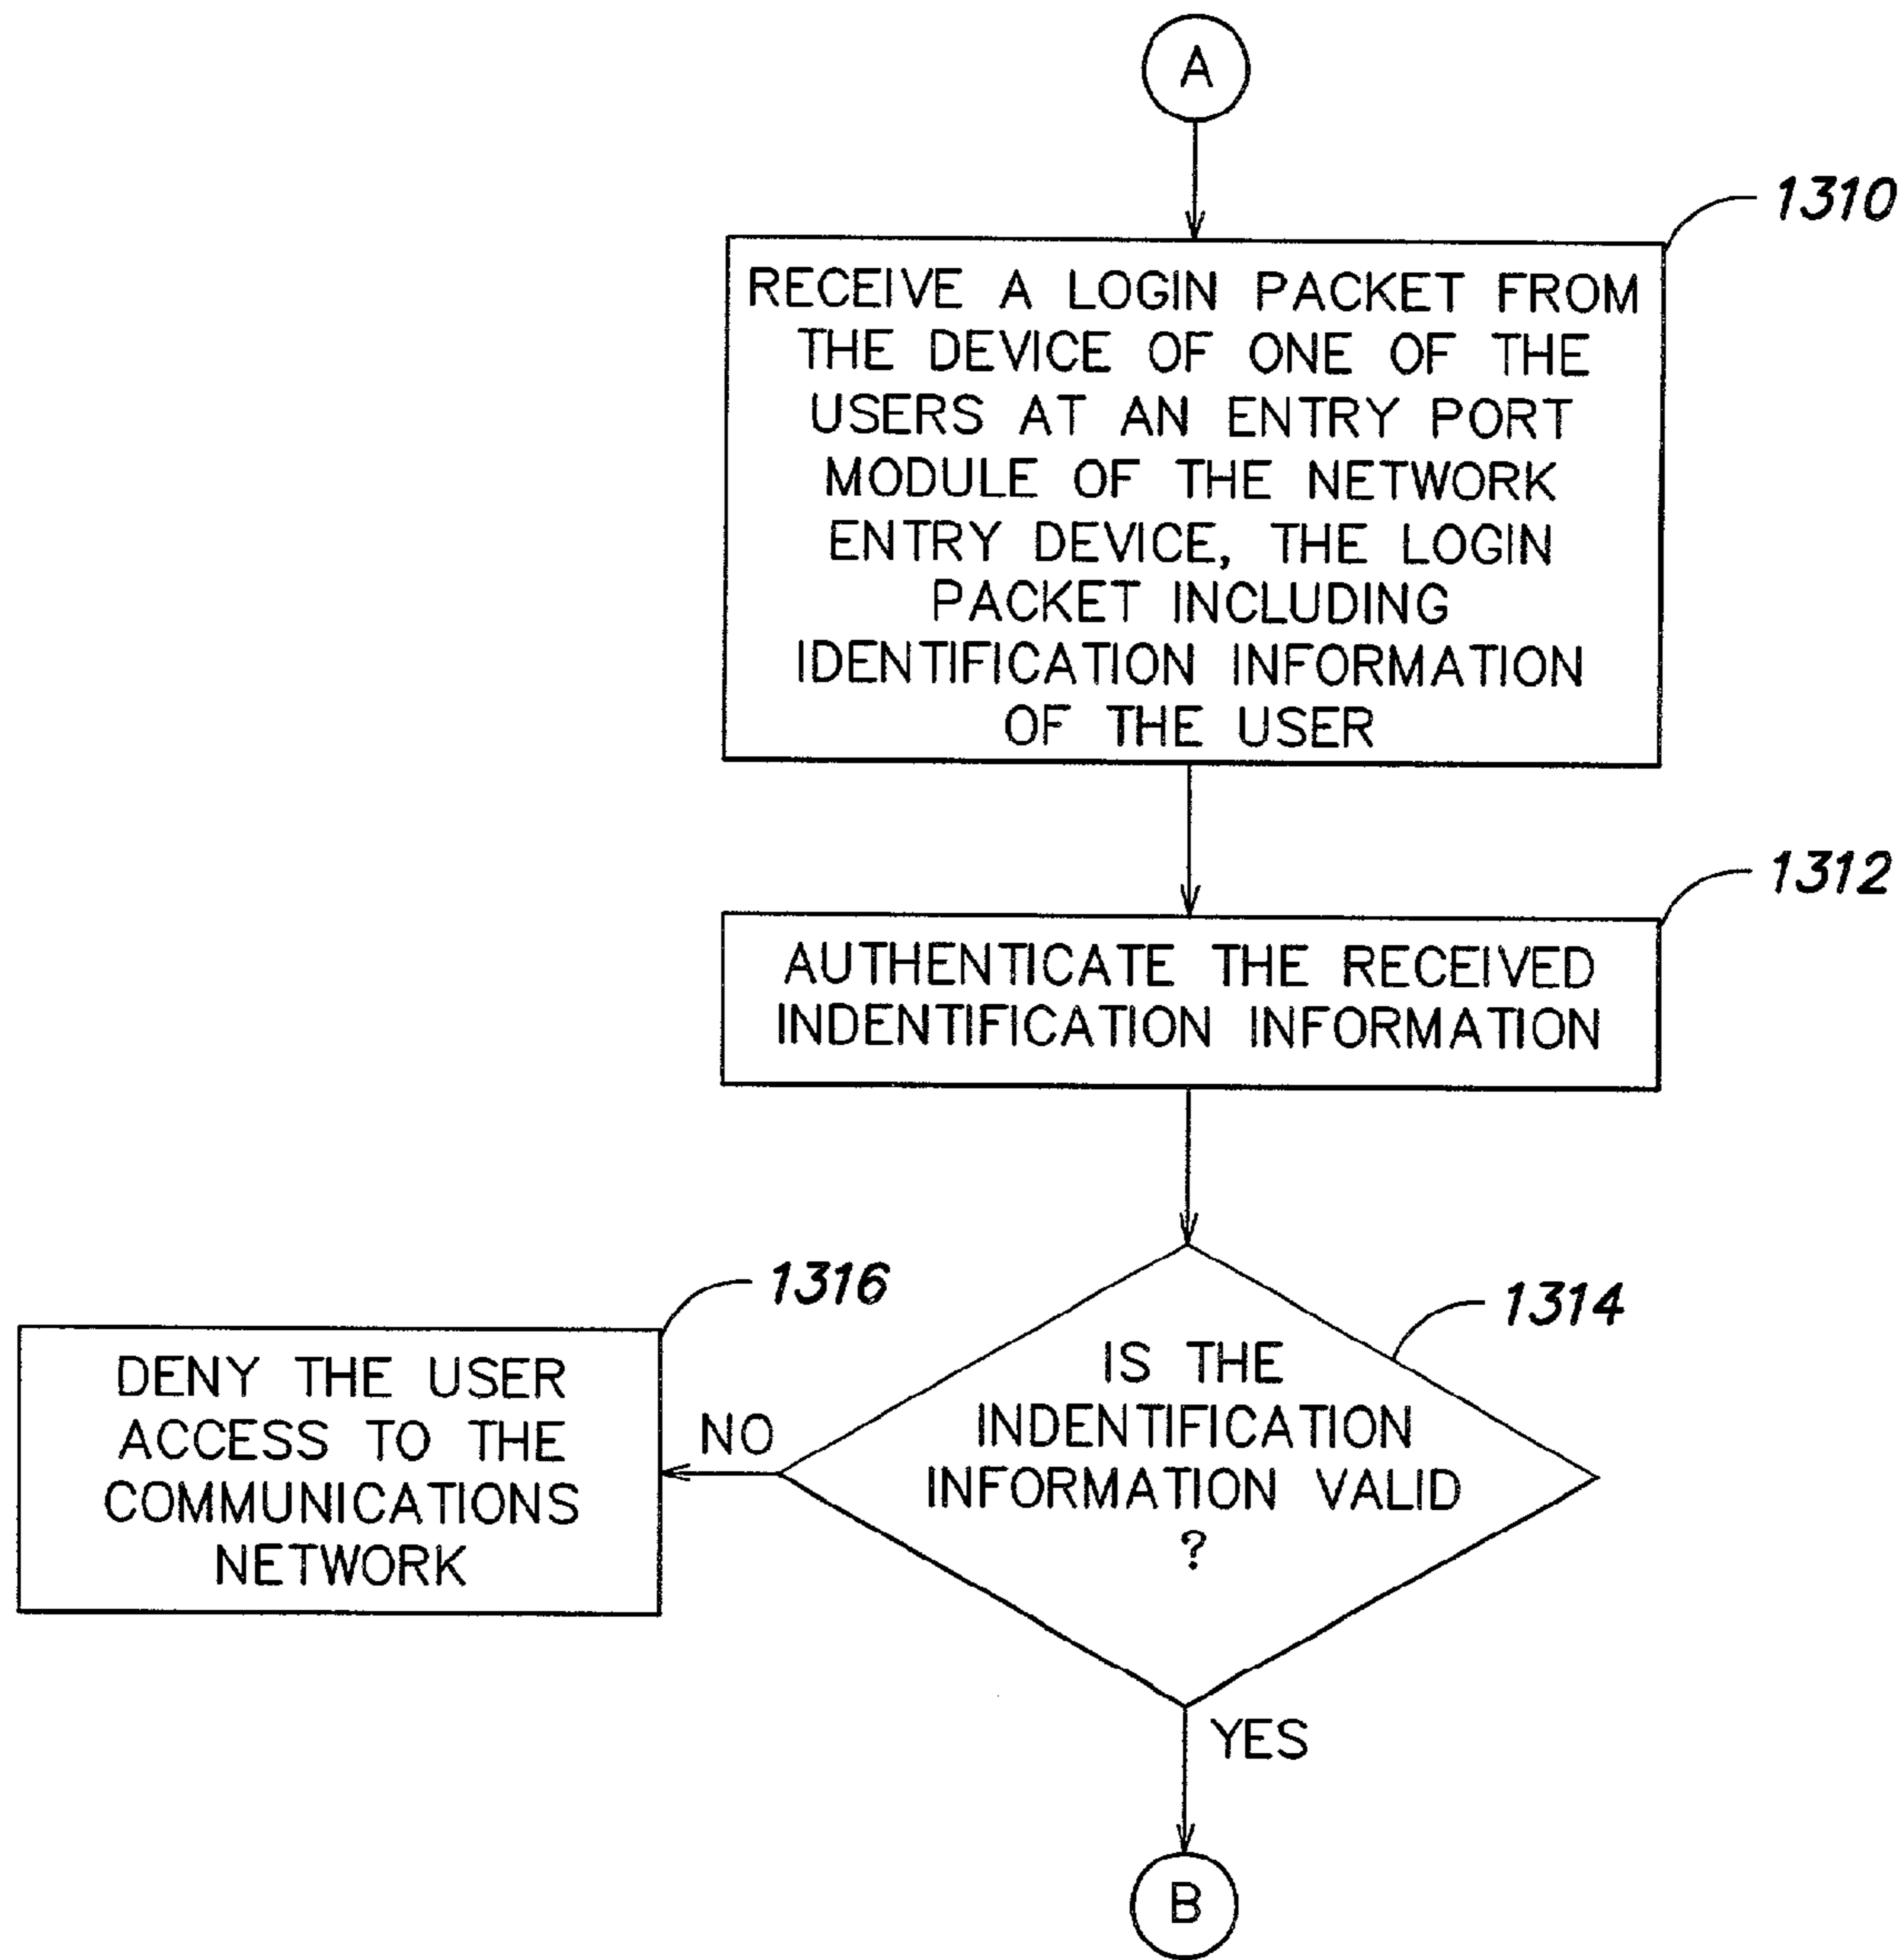 A
1310
RECEIVE A LOGIN PACKET FROM
THE DEVICE OF ONE OF THE
USERS AT AN ENTRY PORT
MODULE OF THE NETWORK
ENTRY DEVICE, THE LOGIN
PACKET INCLUDING
IDENTIFICATION INFORMATION
OF THE USER
1312
AUTHENTICATE THE RECEIVED
INDENTIFICATION INFORMATION
1314
IS THE
INDENTIFICATION
INFORMATION VALID
?
NO
1316
DENY THE USER
ACCESS TO THE
COMMUNICATIONS
NETWORK
YES
B